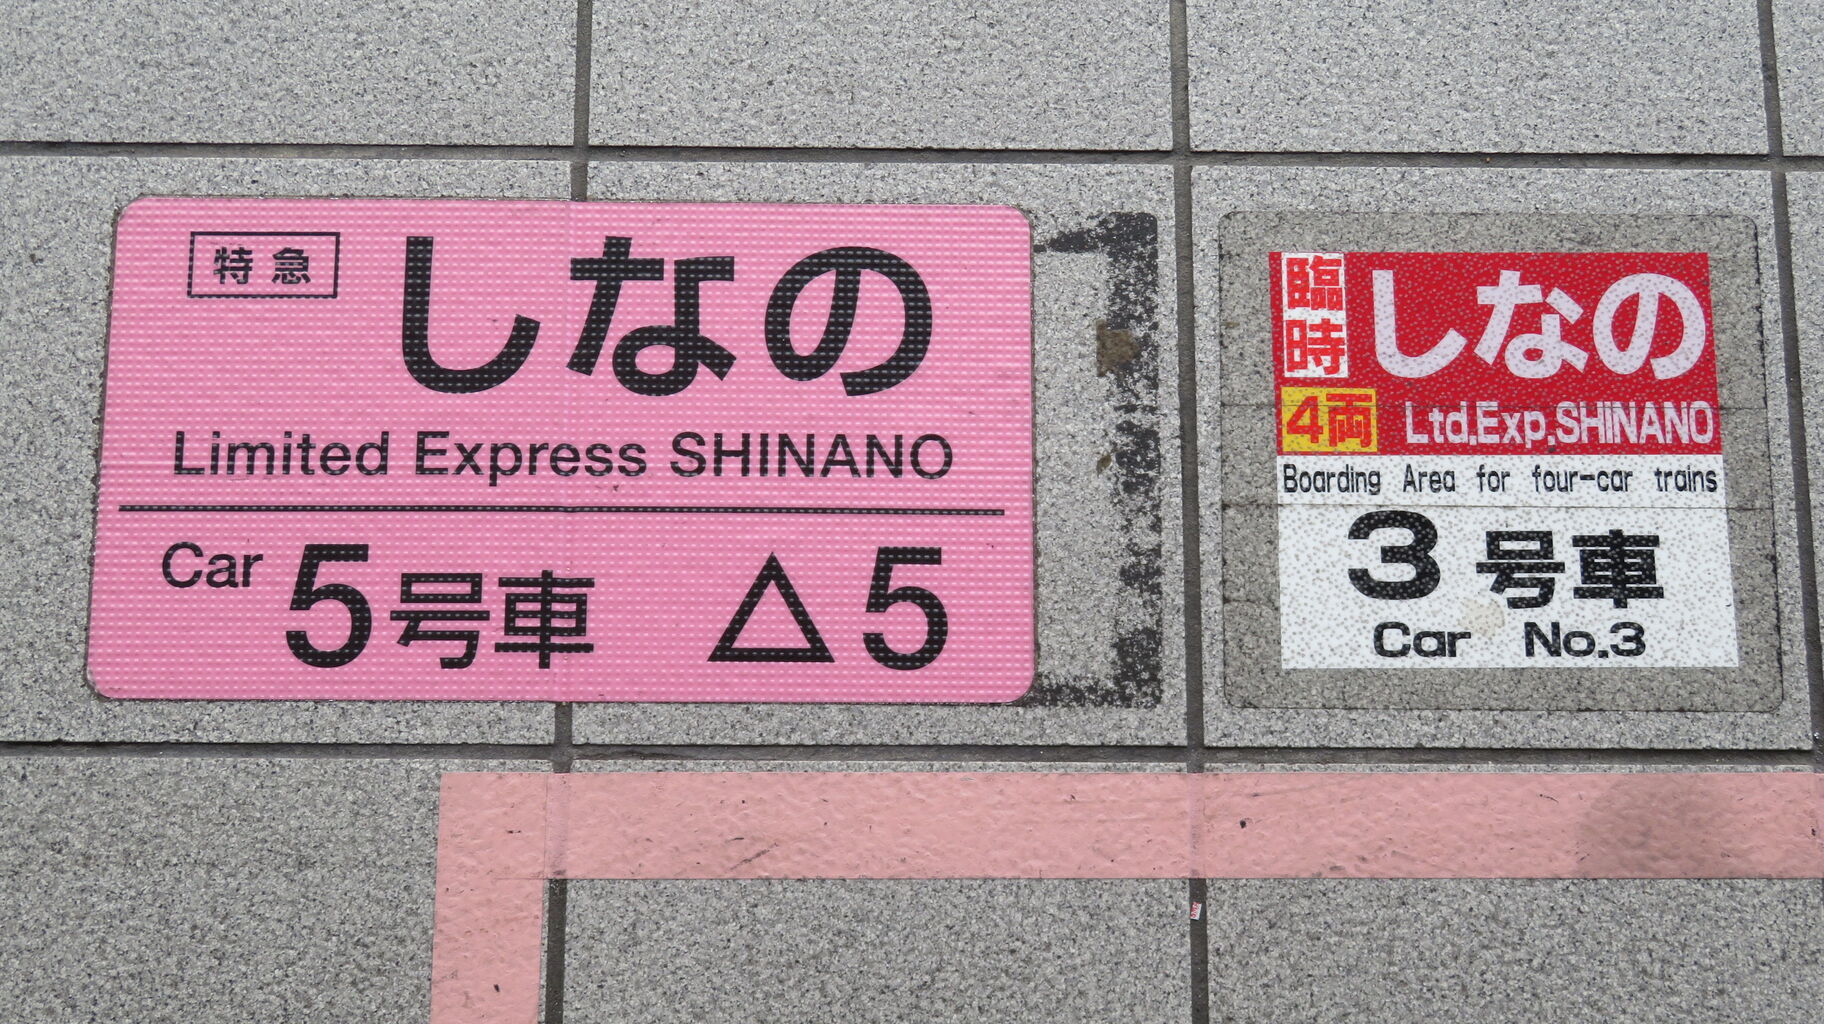 特急
しなの
Limited Express SHINANO
Car 5号車 △5
臨時
しなの
4両
Ltd.Exp.SHINANO
Boarding Area for four-car trains
3号車
Car No.3